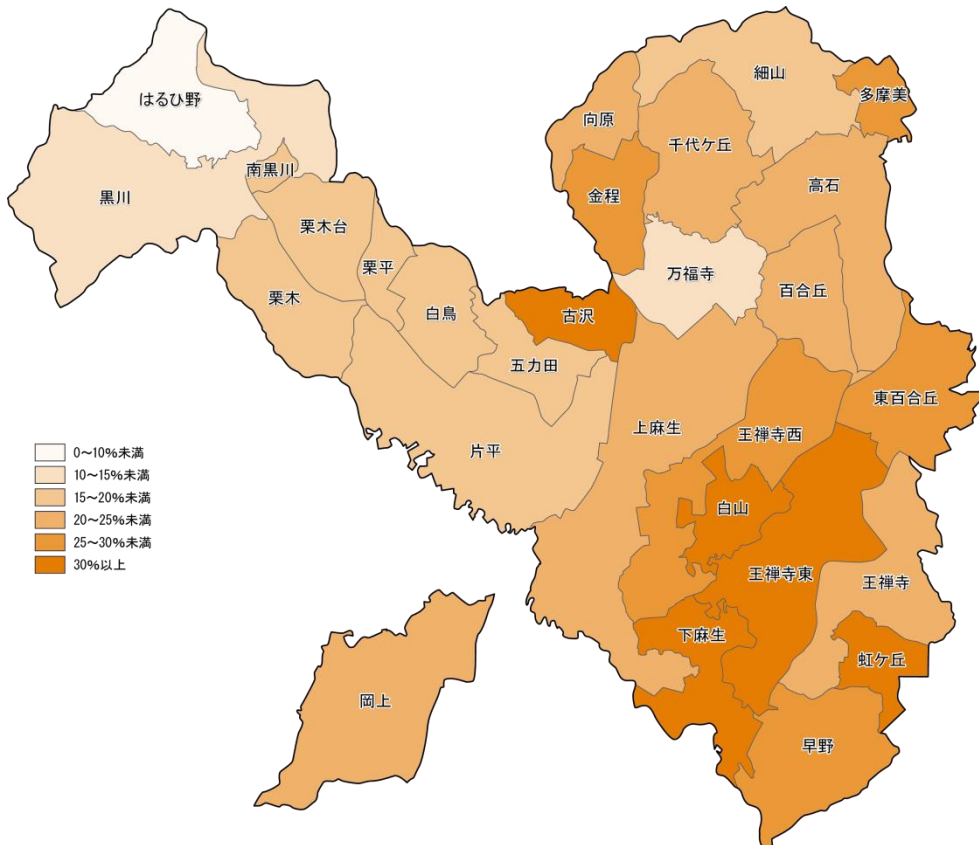 はるひ野
細山
多摩美
向原
千代ケ丘
南黒川
高石
黒川
金程
栗木台
栗平
万福寺
百合丘
栗木
白鳥
古沢
五力田
東百合丘
上麻生
王禅寺西
片平
0～10%未満
10～15%未満
15～20%未満
20～25%未満
25～30%未満
30%以上
白山
王禅寺東
王禅寺
下麻生
虹ケ丘
岡上
早野